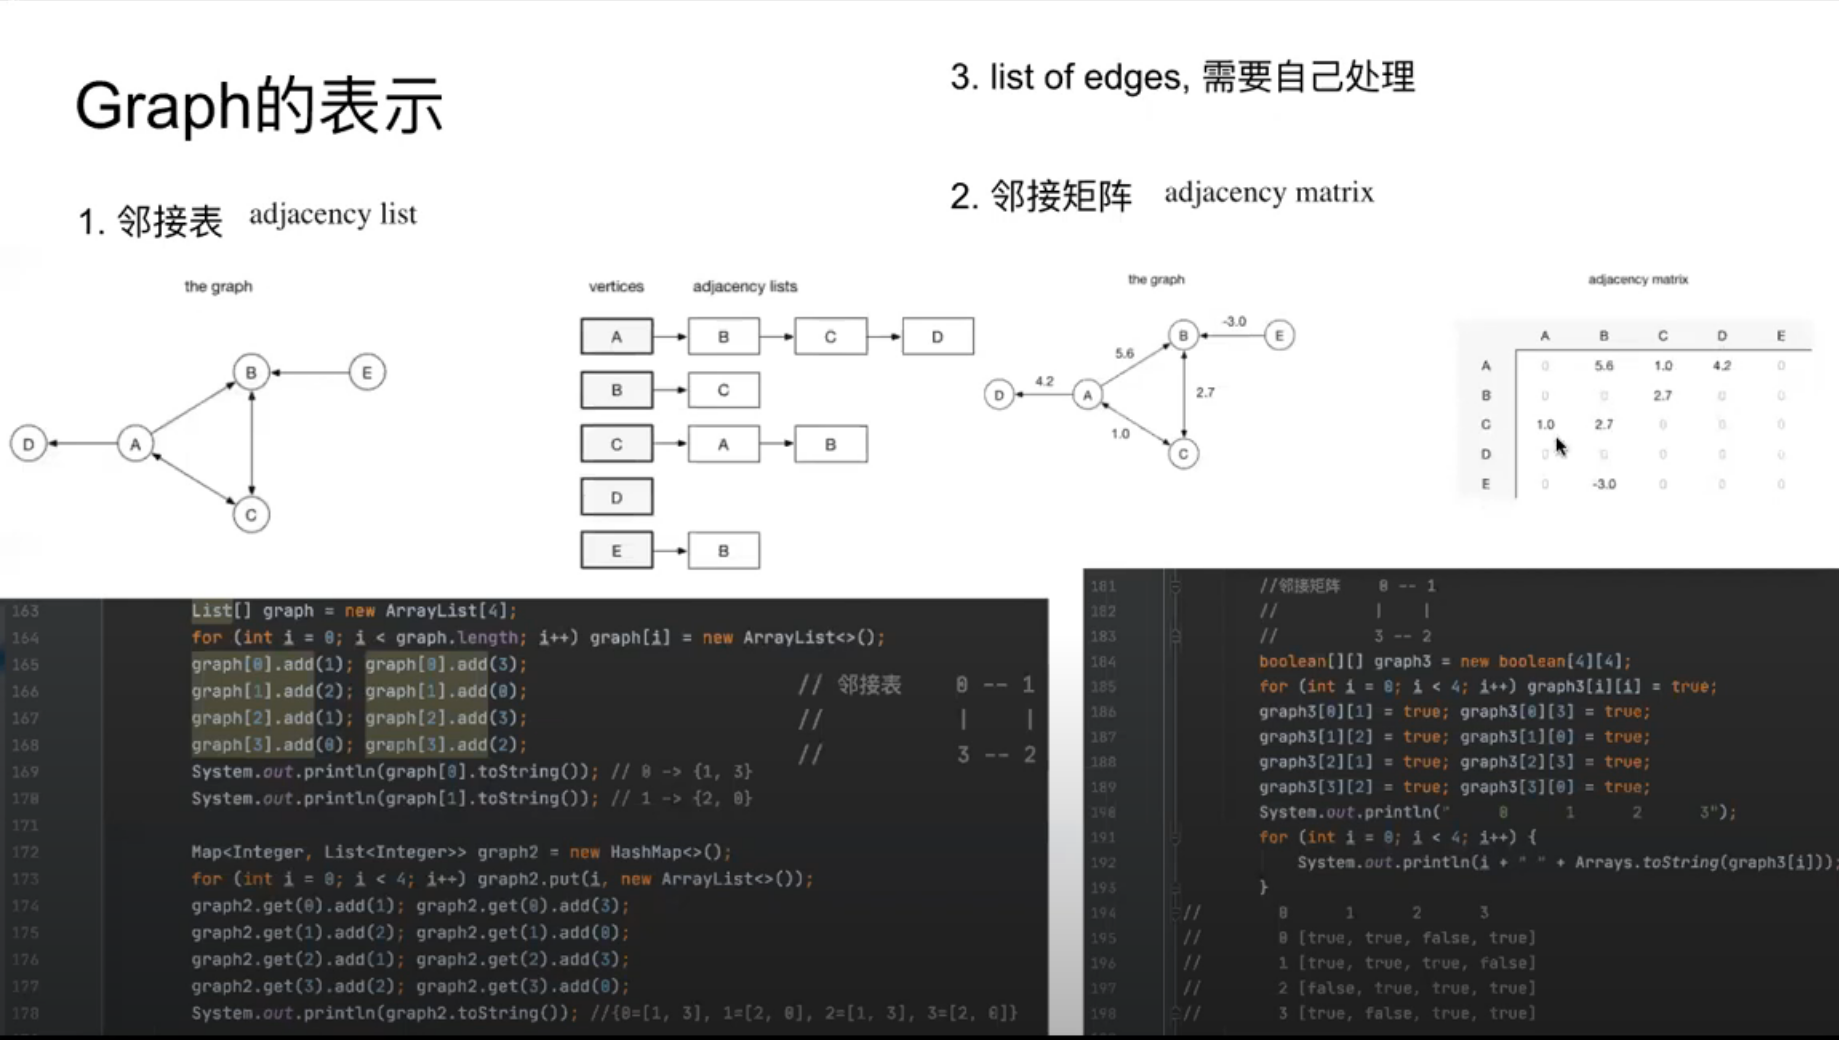 Graph的表示
1. 邻接表 adjacency list
the graph
B
E
D
A
C
vertices adjacency lists
A B C D
B C
C A B
D
E B
3. list of edges, 需要自己处理
2. 邻接矩阵 adjacency matrix
the graph
-3.0
B E
5.6
4.2
D A
2.7
1.0
C
adjacency matrix
A B C D E
A 0 5.6 1.0 4.2 0
B 0 0 2.7 0 0
C 1.0 2.7 0 0 0
D 0 0 0 0 0
E 0 -3.0 0 0 0
163 List[] graph = new ArrayList[4];
164 for (int i = 0; i < graph.length; i++) graph[i] = new ArrayList<>();
165 graph[0].add(1); graph[0].add(3);
166 graph[1].add(2); graph[1].add(0);
167 graph[2].add(1); graph[2].add(3);
168 graph[3].add(0); graph[3].add(2);
169 System.out.println(graph[0].toString()); // 0 -> {1, 3}
170 System.out.println(graph[1].toString()); // 1 -> {2, 0}
171
172 Map<Integer, List<Integer>> graph2 = new HashMap<>();
173 for (int i = 0; i < 4; i++) graph2.put(i, new ArrayList<>());
174 graph2.get(0).add(1); graph2.get(0).add(3);
175 graph2.get(1).add(2); graph2.get(1).add(0);
176 graph2.get(2).add(1); graph2.get(2).add(3);
177 graph2.get(3).add(2); graph2.get(3).add(0);
178 System.out.println(graph2.toString()); //{0=[1, 3], 1=[2, 0], 2=[1, 3], 3=[2, 0]}
// 邻接表 0 -- 1
// | |
// 3 -- 2
181 //邻接矩阵 0 -- 1
182 // | |
183 // 3 -- 2
184 boolean[][] graph3 = new boolean[4][4];
185 for (int i = 0; i < 4; i++) graph3[i][i] = true;
186 graph3[0][1] = true; graph3[0][3] = true;
187 graph3[1][2] = true; graph3[1][0] = true;
188 graph3[2][1] = true; graph3[2][3] = true;
189 graph3[3][2] = true; graph3[3][0] = true;
190 System.out.println(" 0 1 2 3");
191 for (int i = 0; i < 4; i++) {
192 System.out.println(i + " " + Arrays.toString(graph3[i]));
193 }
194 // 0 1 2 3
195 // 0 [true, true, false, true]
196 // 1 [true, true, true, false]
197 // 2 [false, true, true, true]
198 // 3 [true, false, true, true]